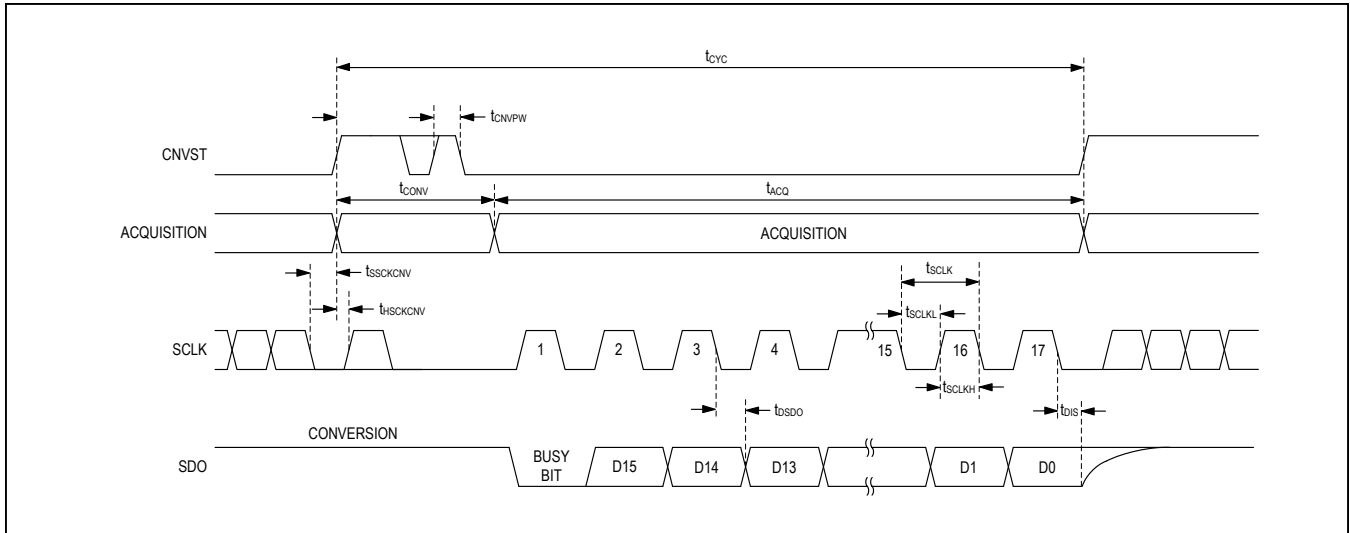 tCYC
tCNVPW
CNVST
tCONV
tACQ
ACQUISITION
ACQUISITION
tSSCKCNV
tHSCKCNV
tSCLK
tSCLKL
SCLK
1
2
3
4
15
16
17
tSCLKH
tDIS
tDSDO
CONVERSION
SDO
BUSY
BIT
D15
D14
D13
D1
D0